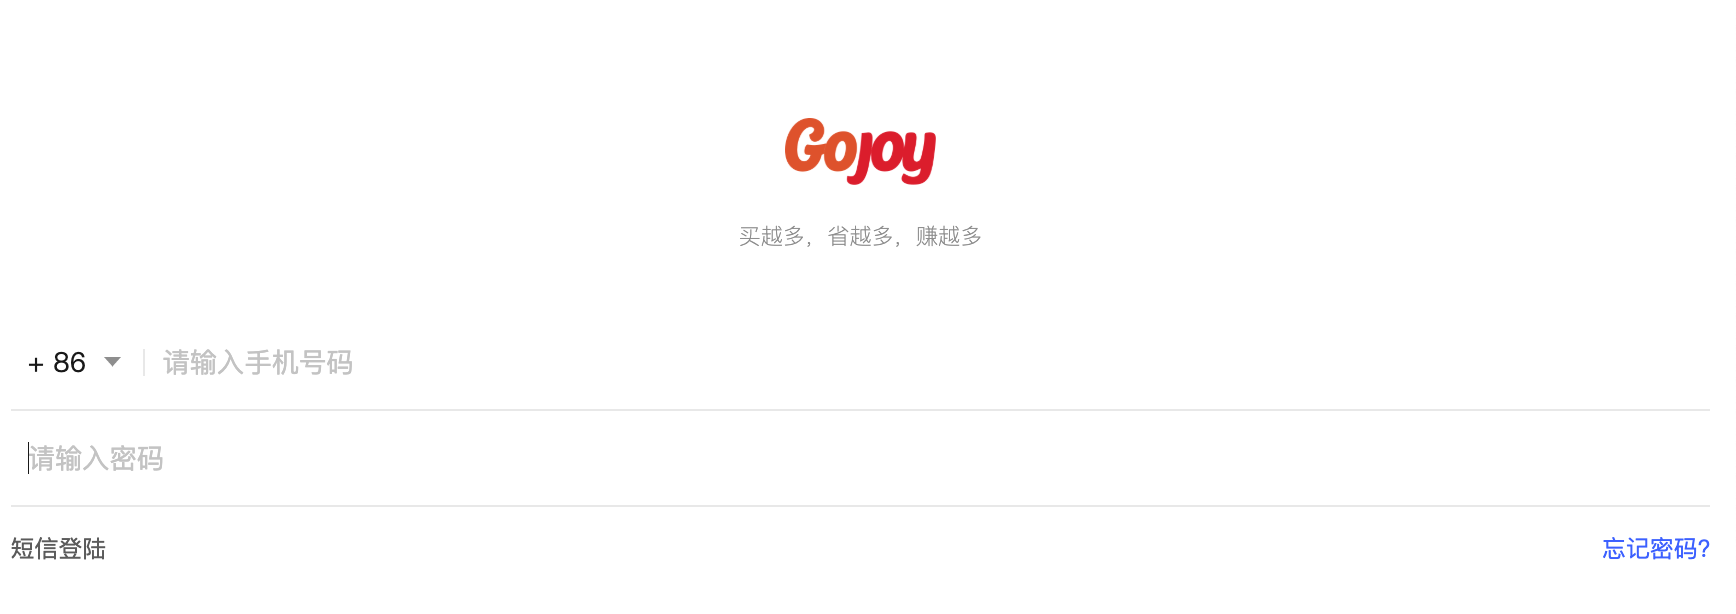 Gojoy
买越多，省越多，赚越多
+ 86 请输入手机号码
请输入密码
短信登陆 忘记密码?